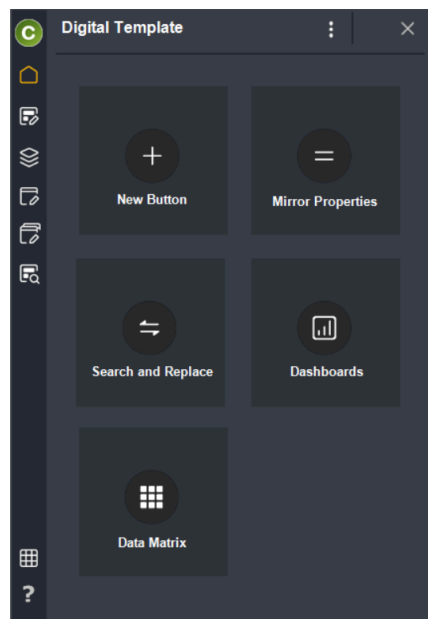 C
Digital Template
New Button
Mirror Properties
Search and Replace
Dashboards
Data Matrix
?